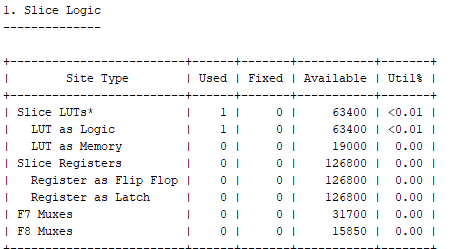 1. Slice Logic
--------------
+-------------------------+------+-------+-----------+-------+
| Site Type | Used | Fixed | Available | Util% |
+-------------------------+------+-------+-----------+-------+
| Slice LUTs* | 1 | 0 | 63400 | <0.01 |
| LUT as Logic | 1 | 0 | 63400 | <0.01 |
| LUT as Memory | 0 | 0 | 19000 | 0.00 |
| Slice Registers | 0 | 0 | 126800 | 0.00 |
| Register as Flip Flop | 0 | 0 | 126800 | 0.00 |
| Register as Latch | 0 | 0 | 126800 | 0.00 |
| F7 Muxes | 0 | 0 | 31700 | 0.00 |
| F8 Muxes | 0 | 0 | 15850 | 0.00 |
+-------------------------+------+-------+-----------+-------+